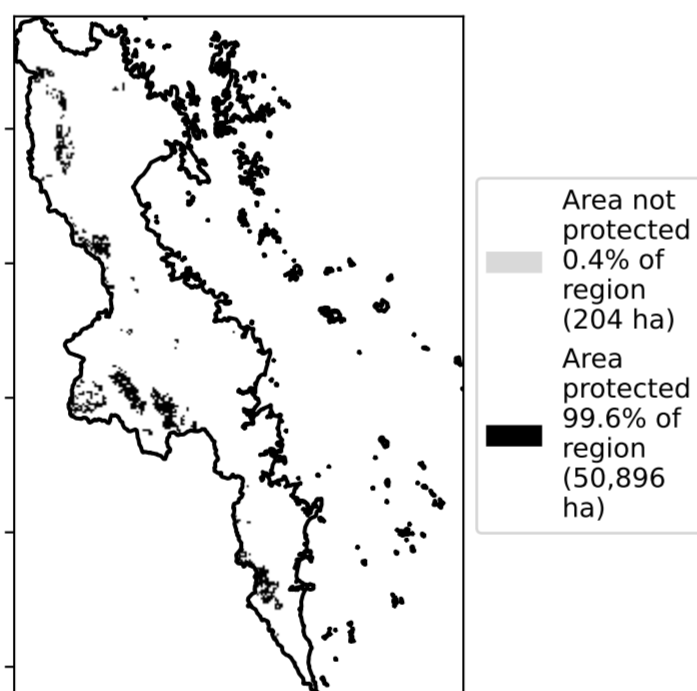 Area not
protected
0.4% of
region
(204 ha)
Area
protected
99.6% of
region
(50,896
ha)